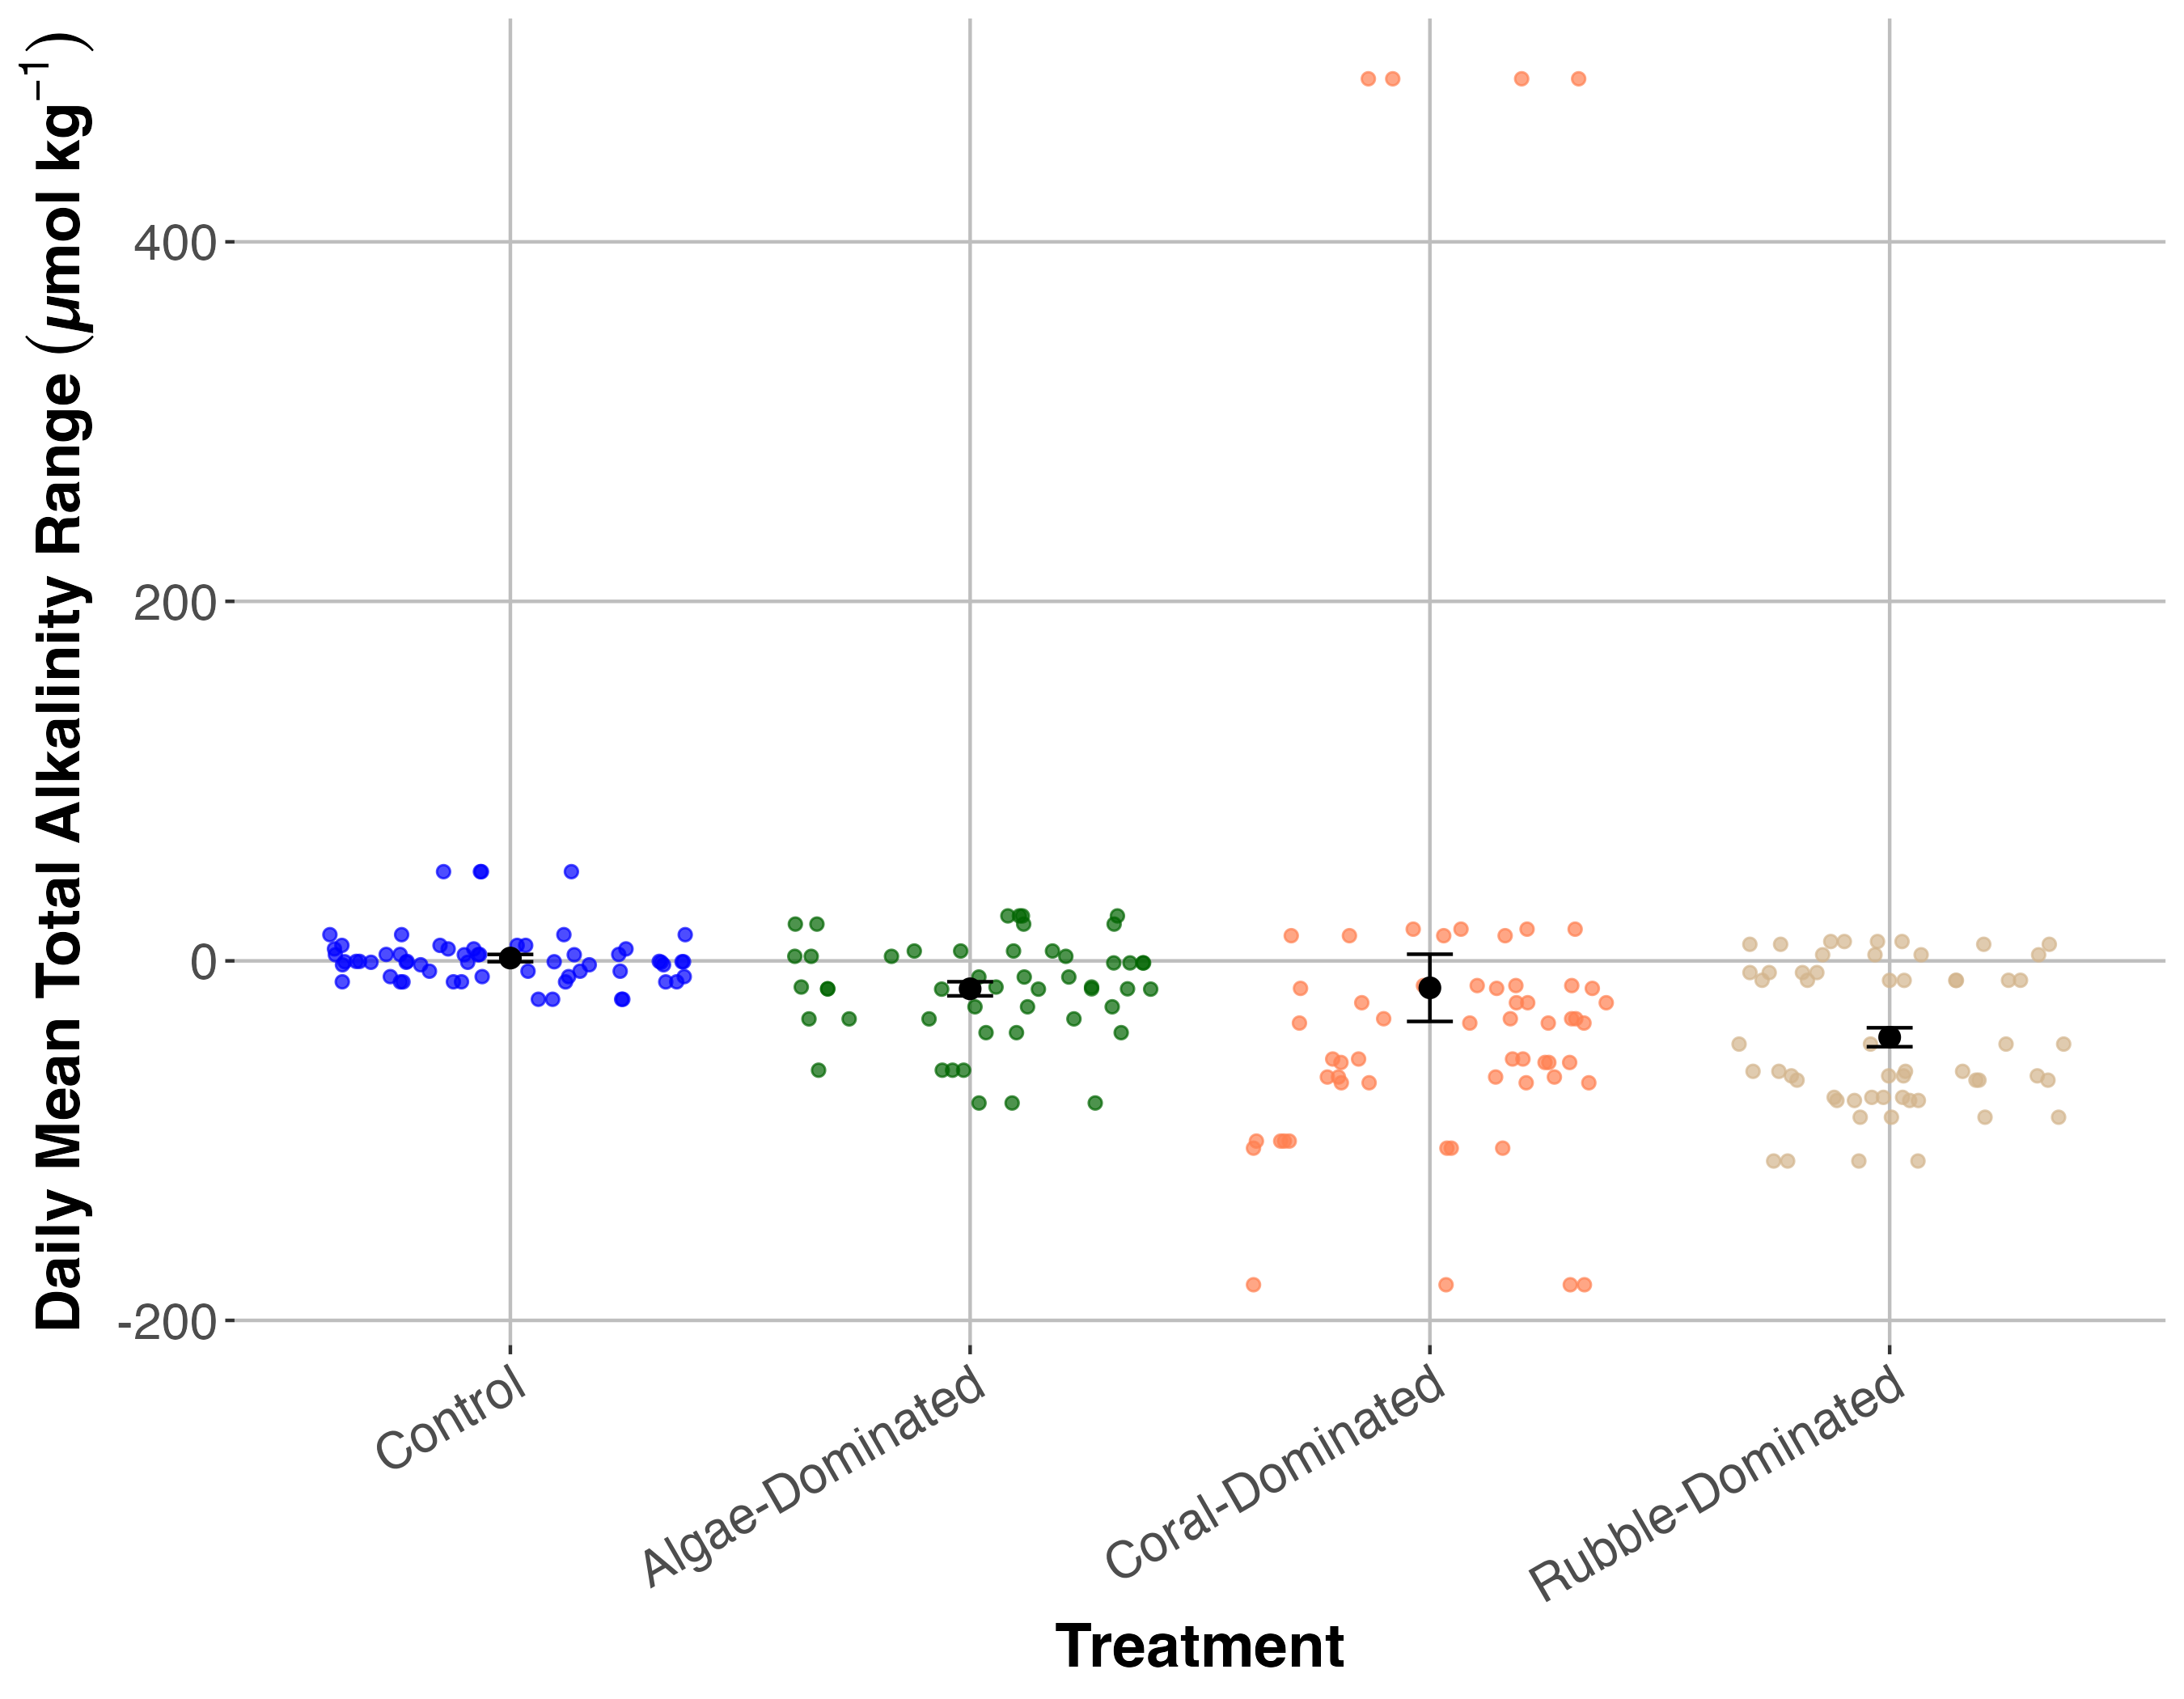 Daily Mean Total Alkalinity Range (μmol kg⁻¹)
400
200
0
-200
Control
Algae-Dominated
Coral-Dominated
Rubble-Dominated
Treatment